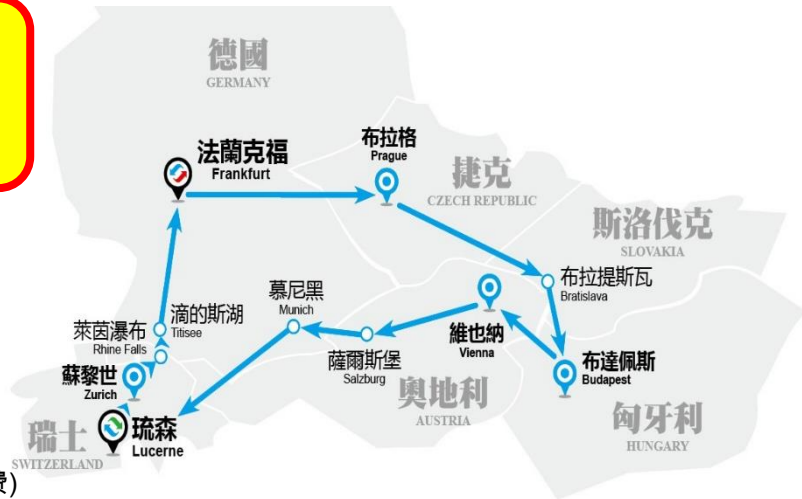 德國
GERMANY
法蘭克福
Frankfurt
布拉格
Prague
捷克
CZECH REPUBLIC
斯洛伐克
SLOVAKIA
布拉提斯瓦
Bratislava
慕尼黑
Munich
滴的斯湖
Titisee
萊茵瀑布
Rhine Falls
維也納
Vienna
薩爾斯堡
Salzburg
布達佩斯
Budapest
蘇黎世
Zurich
奧地利
AUSTRIA
匈牙利
HUNGARY
瑞士
SWITZERLAND
琉森
Lucerne